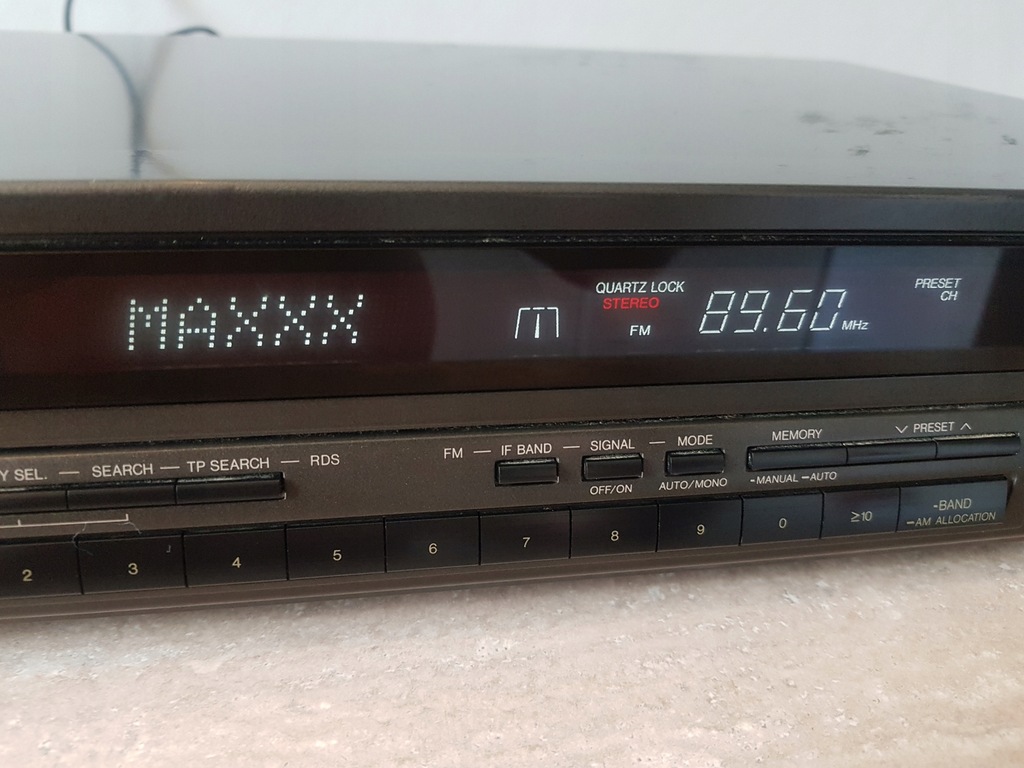 MAXXX
QUARTZ LOCK
STEREO
FM
89.60 MHz
PRESET
CH
Y SEL. — SEARCH — TP SEARCH — RDS
FM — IF BAND — SIGNAL — MODE
OFF/ON
AUTO/MONO
MEMORY
-MANUAL —AUTO
PRESET
2 3 4 5 6 7 8 9 0 ≥10
-BAND
—AM ALLOCATION